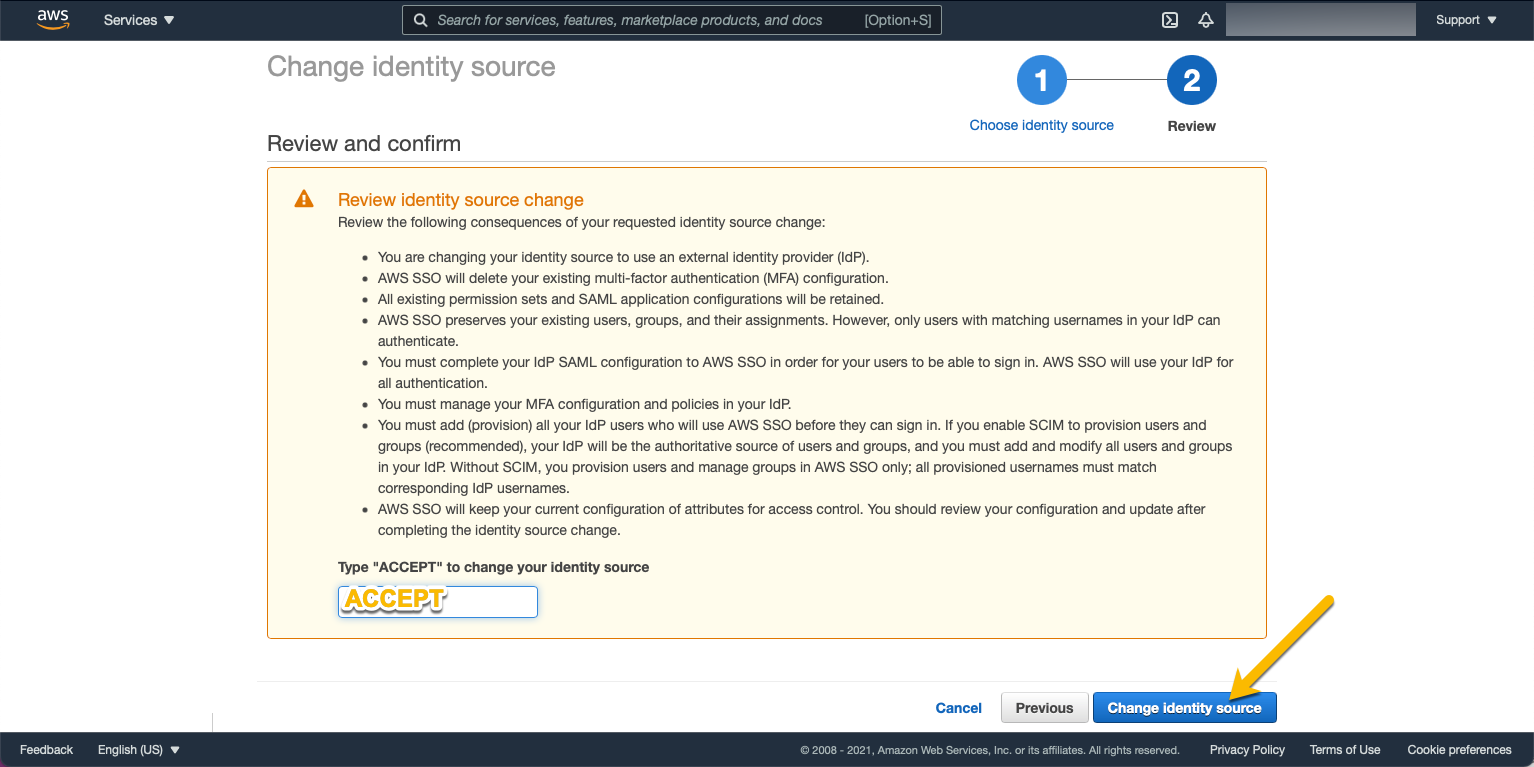 aws
Services ▼
Search for services, features, marketplace products, and docs [Option+S]
Support ▼
Change identity source
1
2
Choose identity source
Review
Review and confirm
Review identity source change
Review the following consequences of your requested identity source change:
• You are changing your identity source to use an external identity provider (IdP).
• AWS SSO will delete your existing multi-factor authentication (MFA) configuration.
• All existing permission sets and SAML application configurations will be retained.
• AWS SSO preserves your existing users, groups, and their assignments. However, only users with matching usernames in your IdP can
authenticate.
• You must complete your IdP SAML configuration to AWS SSO in order for your users to be able to sign in. AWS SSO will use your IdP for
all authentication.
• You must manage your MFA configuration and policies in your IdP.
• You must add (provision) all your IdP users who will use AWS SSO before they can sign in. If you enable SCIM to provision users and
groups (recommended), your IdP will be the authoritative source of users and groups, and you must add and modify all users and groups
in your IdP. Without SCIM, you provision users and manage groups in AWS SSO only; all provisioned usernames must match
corresponding IdP usernames.
• AWS SSO will keep your current configuration of attributes for access control. You should review your configuration and update after
completing the identity source change.
Type "ACCEPT" to change your identity source
ACCEPT
Cancel
Previous
Change identity source
Feedback
English (US) ▼
© 2008 - 2021, Amazon Web Services, Inc. or its affiliates. All rights reserved.
Privacy Policy
Terms of Use
Cookie preferences